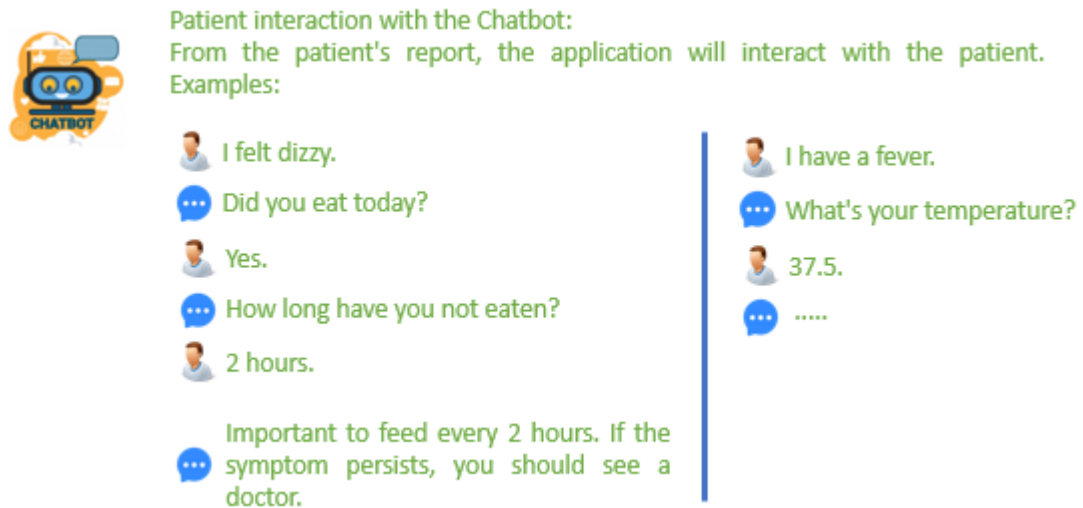 Patient interaction with the Chatbot:
From the patient's report, the application will interact with the patient.
Examples:
CHATBOT
I felt dizzy.
Did you eat today?
Yes.
How long have you not eaten?
2 hours.
Important to feed every 2 hours. If the
symptom persists, you should see a
doctor.
I have a fever.
What's your temperature?
37.5.
.....